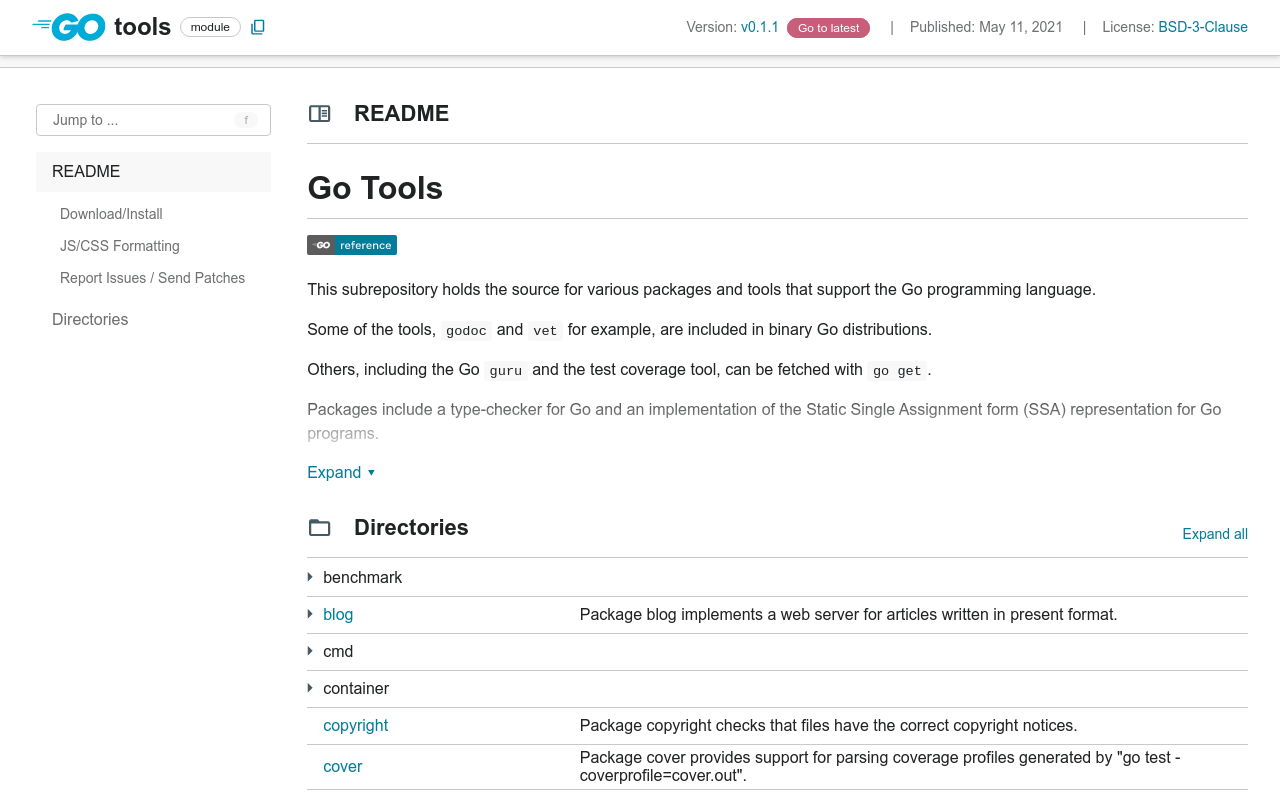 GO tools module
Version: v0.1.1 Go to latest | Published: May 11, 2021 | License: BSD-3-Clause
Jump to ... f
README
Download/Install
JS/CSS Formatting
Report Issues / Send Patches
Directories
README
Go Tools
GO reference
This subrepository holds the source for various packages and tools that support the Go programming language.
Some of the tools, godoc and vet for example, are included in binary Go distributions.
Others, including the Go guru and the test coverage tool, can be fetched with go get.
Packages include a type-checker for Go and an implementation of the Static Single Assignment form (SSA) representation for Go
programs.
Expand ▼
Directories
Expand all
benchmark
blog Package blog implements a web server for articles written in present format.
cmd
container
copyright Package copyright checks that files have the correct copyright notices.
cover Package cover provides support for parsing coverage profiles generated by "go test -
coverprofile=cover.out".